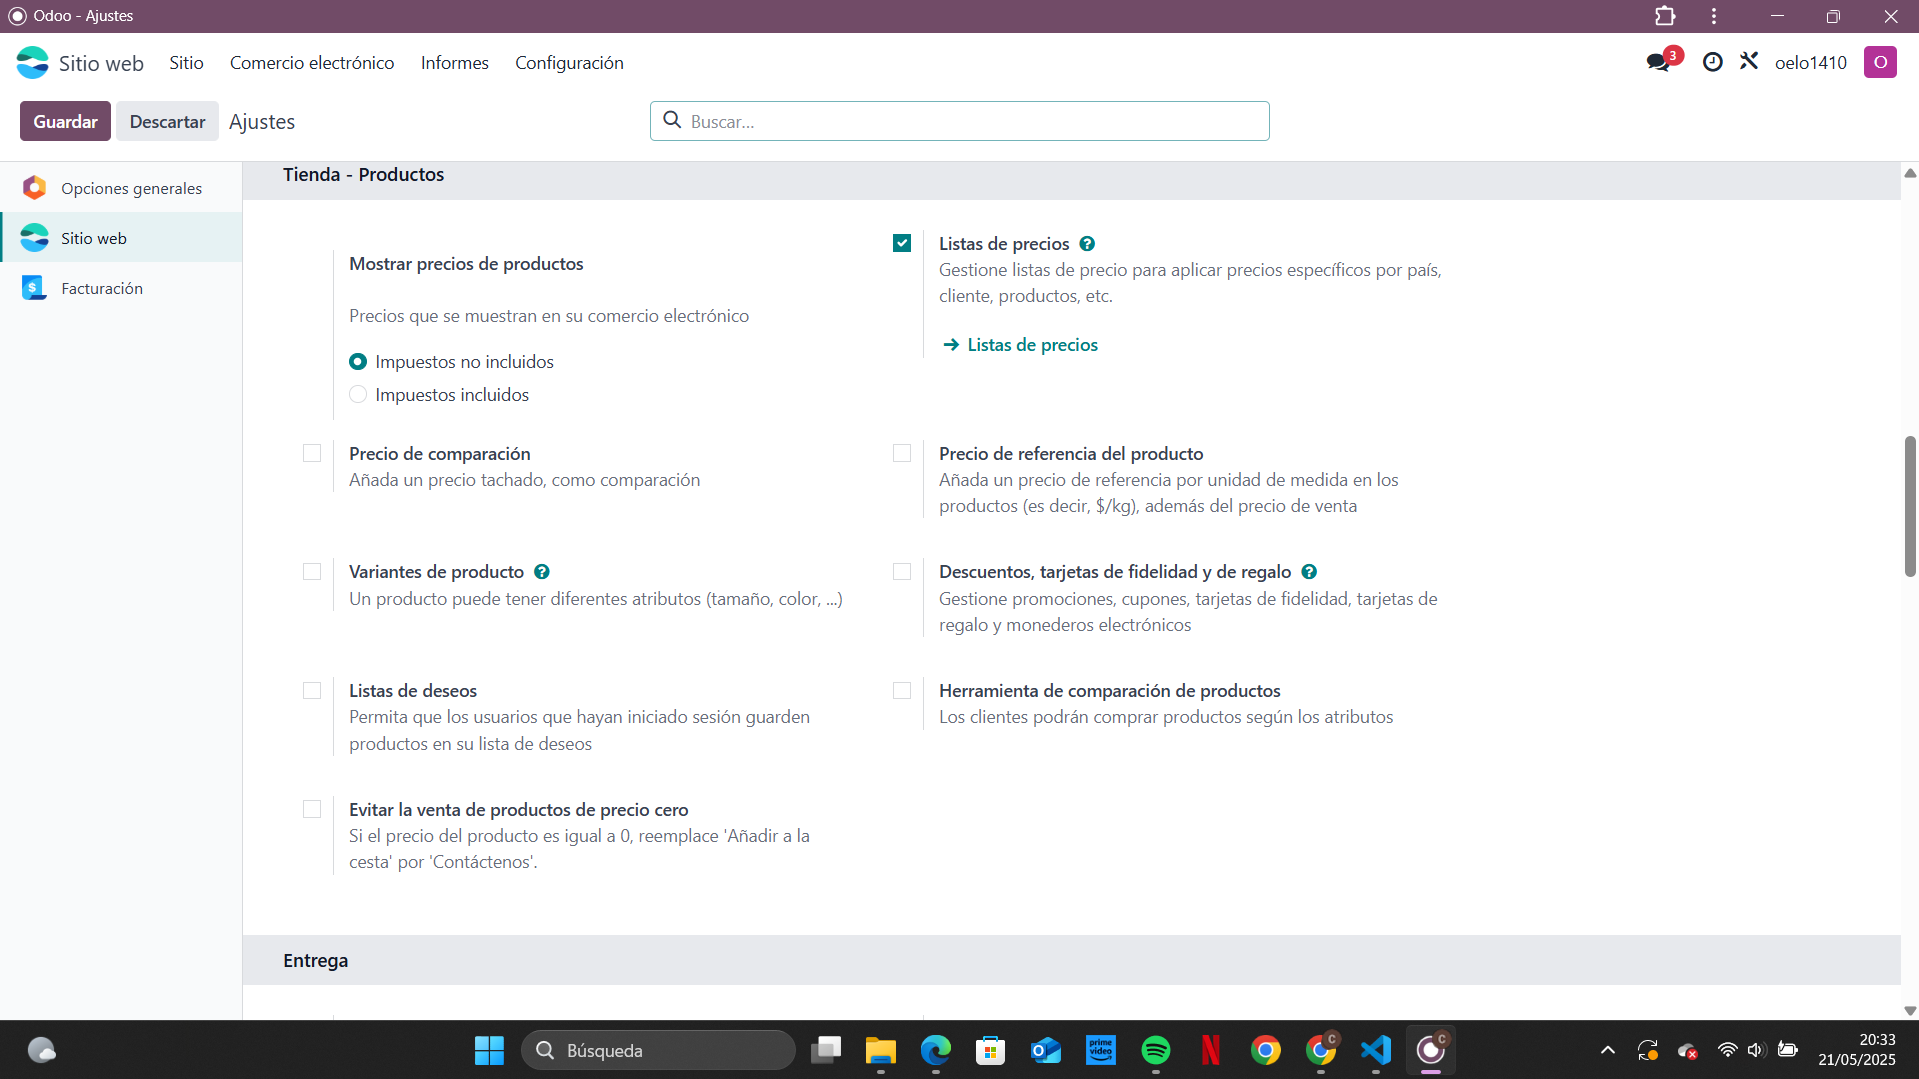 Odoo - Ajustes
Sitio web
Sitio
Comercio electrónico
Informes
Configuración
3
oelo1410
O
Guardar
Descartar
Ajustes
Buscar...
Opciones generales
Sitio web
Facturación
Tienda - Productos
Mostrar precios de productos
Precios que se muestran en su comercio electrónico
Impuestos no incluidos
Impuestos incluidos
Listas de precios
Gestione listas de precio para aplicar precios específicos por país,
cliente, productos, etc.
Listas de precios
Precio de comparación
Añada un precio tachado, como comparación
Precio de referencia del producto
Añada un precio de referencia por unidad de medida en los
productos (es decir, $/kg), además del precio de venta
Variantes de producto
Un producto puede tener diferentes atributos (tamaño, color, ...)
Descuentos, tarjetas de fidelidad y de regalo
Gestione promociones, cupones, tarjetas de fidelidad, tarjetas de
regalo y monederos electrónicos
Listas de deseos
Permita que los usuarios que hayan iniciado sesión guarden
productos en su lista de deseos
Herramienta de comparación de productos
Los clientes podrán comprar productos según los atributos
Evitar la venta de productos de precio cero
Si el precio del producto es igual a 0, reemplace 'Añadir a la
cesta' por 'Contáctenos'.
Entrega
Búsqueda
prime video
C
C
20:33
21/05/2025